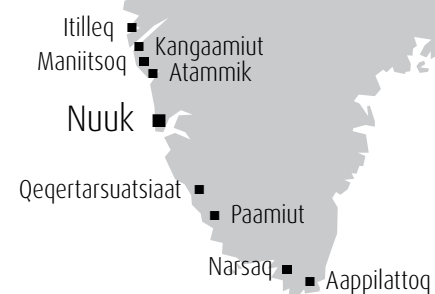 Itilleq
Kangaamiut
Maniitsoq
Atammik
Nuuk
Qeqertarsuatsiaat
Paamiut
Narsaq
Aappilattoq